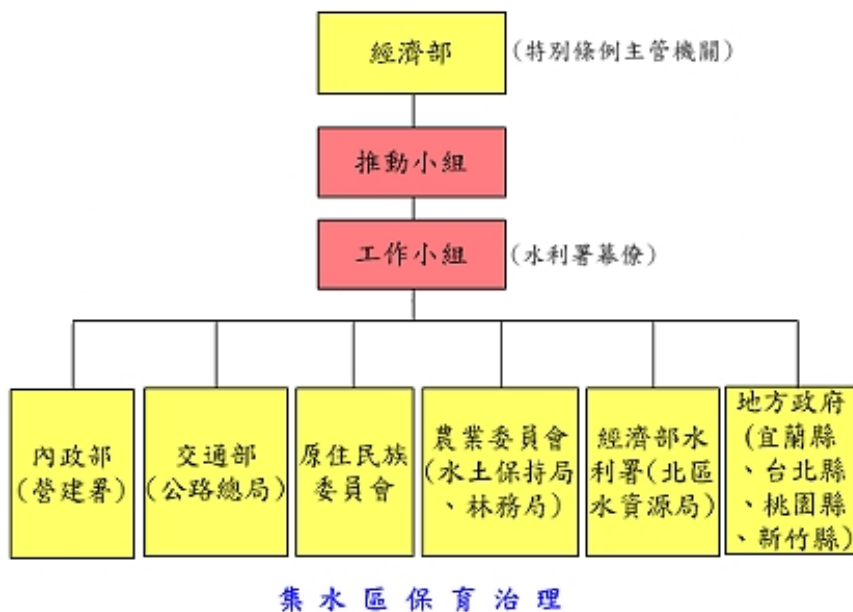 經濟部
(特別條例主管機關)
推動小組
工作小組
(水利署幕僚)
內政部
(營建署)
交通部
(公路總局)
原住民族
委員會
農業委員會
(水土保持局
、林務局)
經濟部水
利署(北區
水資源局)
地方政府
(宜蘭縣
、台北縣
、桃園縣
、新竹縣)
集水區保育治理